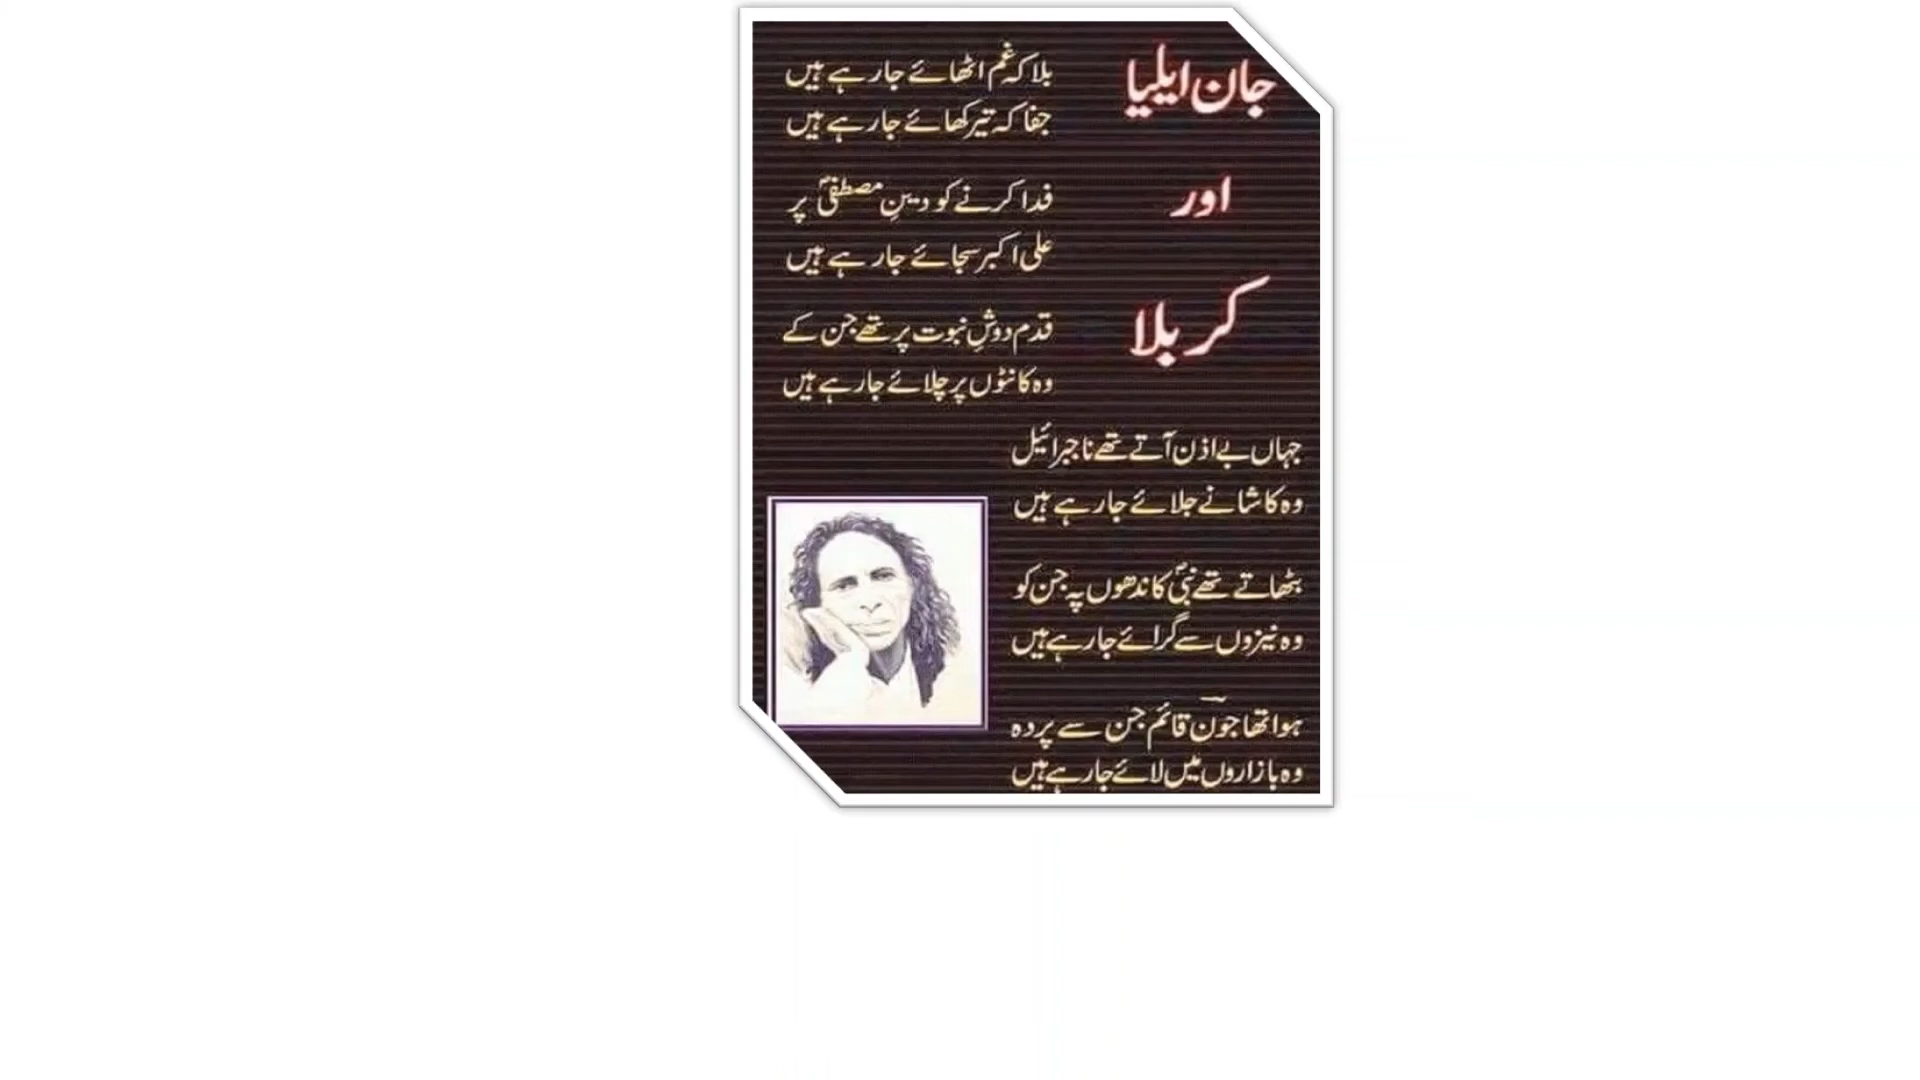 جان ایلیا
اور
کربلا
بلا کہ غم اٹھائے جا رہے ہیں
جفا کہ تیر کھائے جا رہے ہیں
فدا کرنے کو دینِ مصطفیؐ پر
علی اکبر سجائے جا رہے ہیں
قدم دوشِ نبوت پر تھے جن کے
وہ کانٹوں پر چلائے جا رہے ہیں
جہاں بے اذن آتے تھے نا جبرائیل
وہ کاشانے جلائے جا رہے ہیں
بٹھاتے تھے نبیؐ کاندھوں پہ جن کو
وہ نیزوں سے گرائے جا رہے ہیں
ہوا تھا جون قائم جن سے پردہ
وہ بازاروں میں لائے جا رہے ہیں